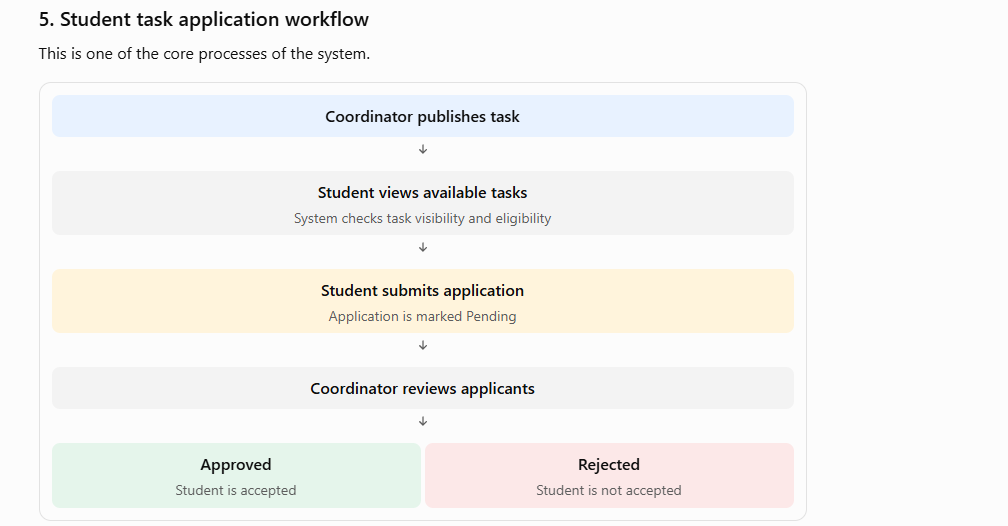 5. Student task application workflow
This is one of the core processes of the system.
Coordinator publishes task
↓
Student views available tasks
System checks task visibility and eligibility
↓
Student submits application
Application is marked Pending
↓
Coordinator reviews applicants
↓
Approved
Student is accepted
Rejected
Student is not accepted